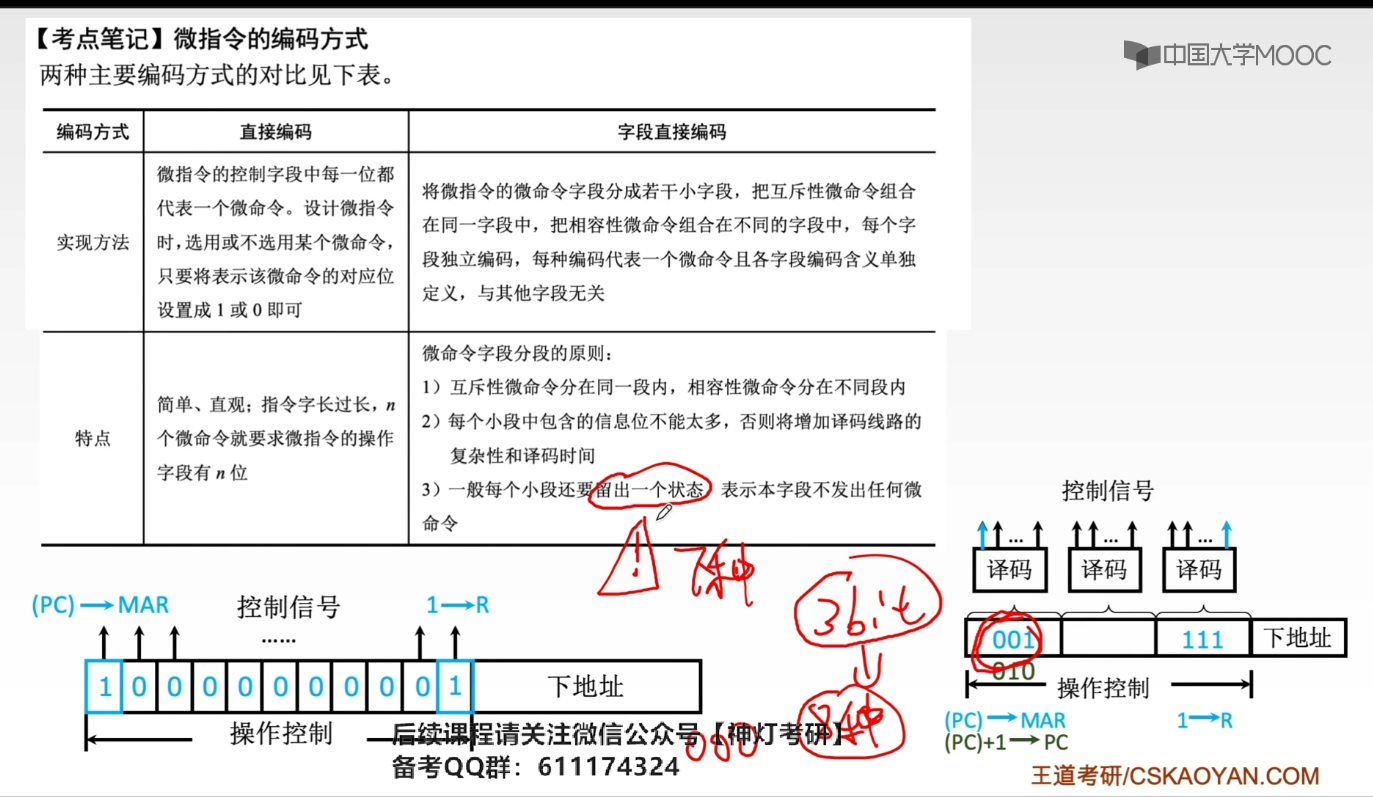 【考点笔记】微指令的编码方式
中国大学MOOC
两种主要编码方式的对比见下表。
编码方式 直接编码 字段直接编码
实现方法
微指令的控制字段中每一位都
代表一个微命令。设计微指令
时,选用或不选用某个微命令,
只要将表示该微命令的对应位
设置成 1 或 0 即可
将微指令的微命令字段分成若干小字段，把互斥性微命令组合
在同一字段中，把相容性微命令组合在不同的字段中，每个字
段独立编码，每种编码代表一个微命令且各字段编码含义单独
定义，与其他字段无关
特点
简单、直观；指令字长过长，n
个微命令就要求微指令的操作
字段有 n 位
微命令字段分段的原则：
1）互斥性微命令分在同一段内，相容性微命令分在不同段内
2）每个小段中包含的信息位不能太多，否则将增加译码线路的
复杂性和译码时间
3）一般每个小段还要留出一个状态，表示本字段不发出任何微
命令
! 7种
3bit
8种
000
(PC)→MAR 控制信号 1→R
……
1 0 0 0 0 0 0 0 0 0 1 下地址
操作控制
控制信号
... ... ...
译码 译码 译码
001 111 下地址
010
操作控制
(PC)→MAR 1→R
(PC)+1→PC
后续课程请关注微信公众号【神灯考研】
备考QQ群：611174324
王道考研/CSKAOYAN.COM